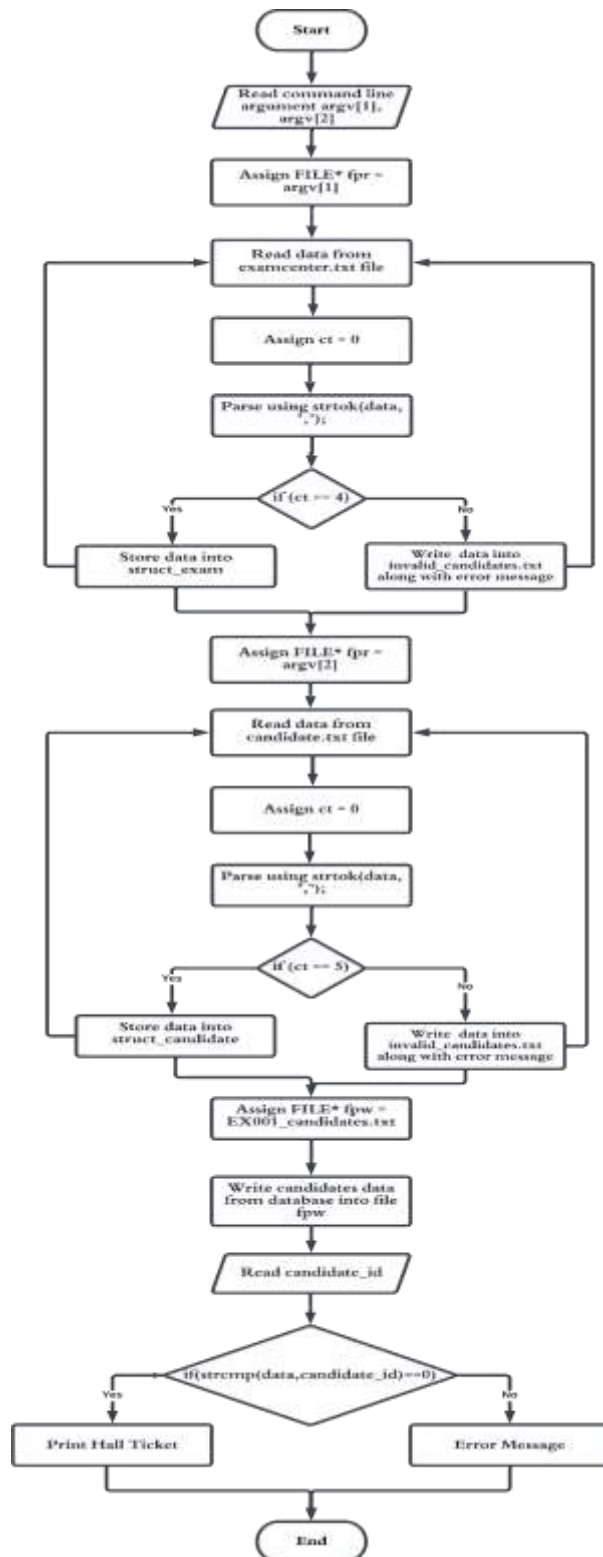 Start
Read command line
argument argv[1],
argv[2]
Assign FILE* fpr =
argv[1]
Read data from
examcenter.txt file
Assign ct = 0
Parse using strtok(data,
",");
if (ct == 4)
Yes
No
Store data into
struct_exam
Write data into
invalid_candidates.txt
along with error message
Assign FILE* fpr =
argv[2]
Read data from
candidate.txt file
Assign ct = 0
Parse using strtok(data,
",");
if (ct == 5)
Yes
No
Store data into
struct_candidate
Write data into
invalid_candidates.txt
along with error message
Assign FILE* fpw =
EX001_candidates.txt
Write candidates data
from database into file
fpw
Read candidate_id
if(strcmp(data,candidate_id)==0)
Yes
No
Print Hall Ticket
Error Message
End